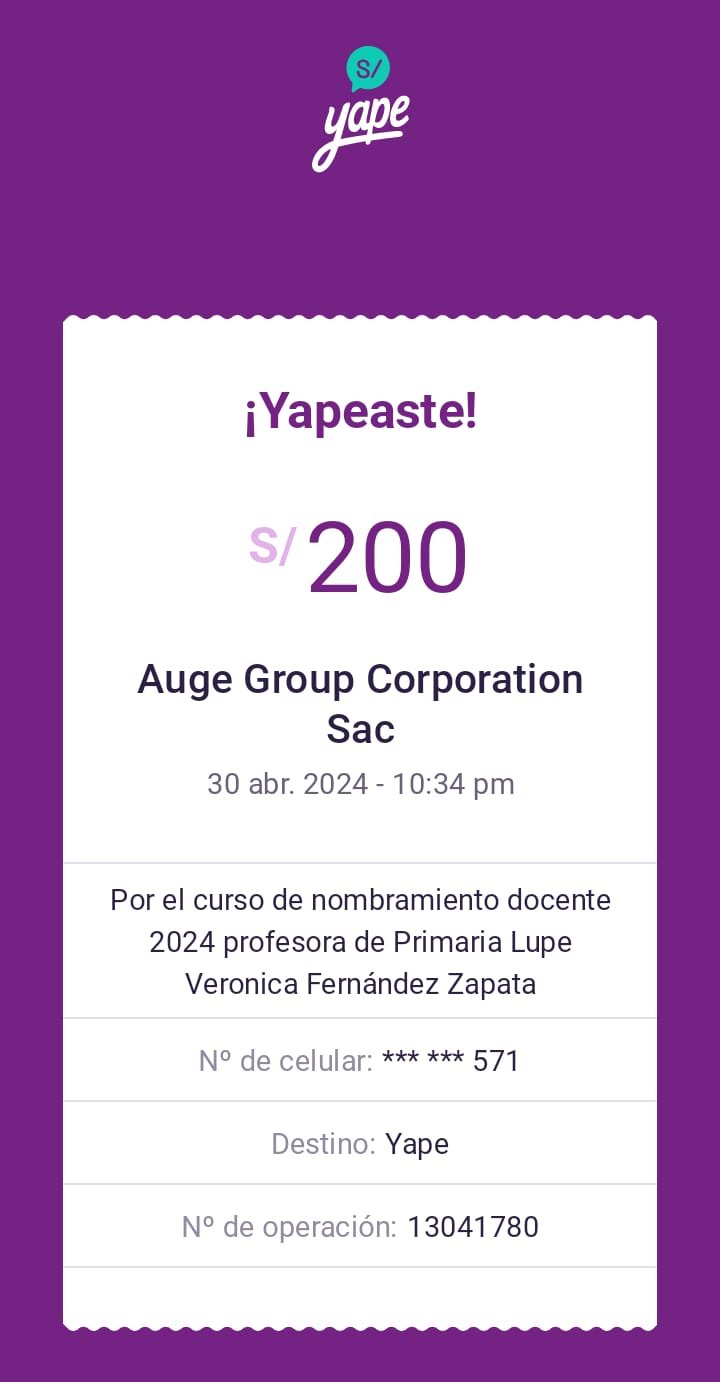 S/
yape
¡Yapeaste!
S/ 200
Auge Group Corporation
Sac
30 abr. 2024 - 10:34 pm
Por el curso de nombramiento docente
2024 profesora de Primaria Lupe
Veronica Fernández Zapata
Nº de celular: *** *** 571
Destino: Yape
Nº de operación: 13041780